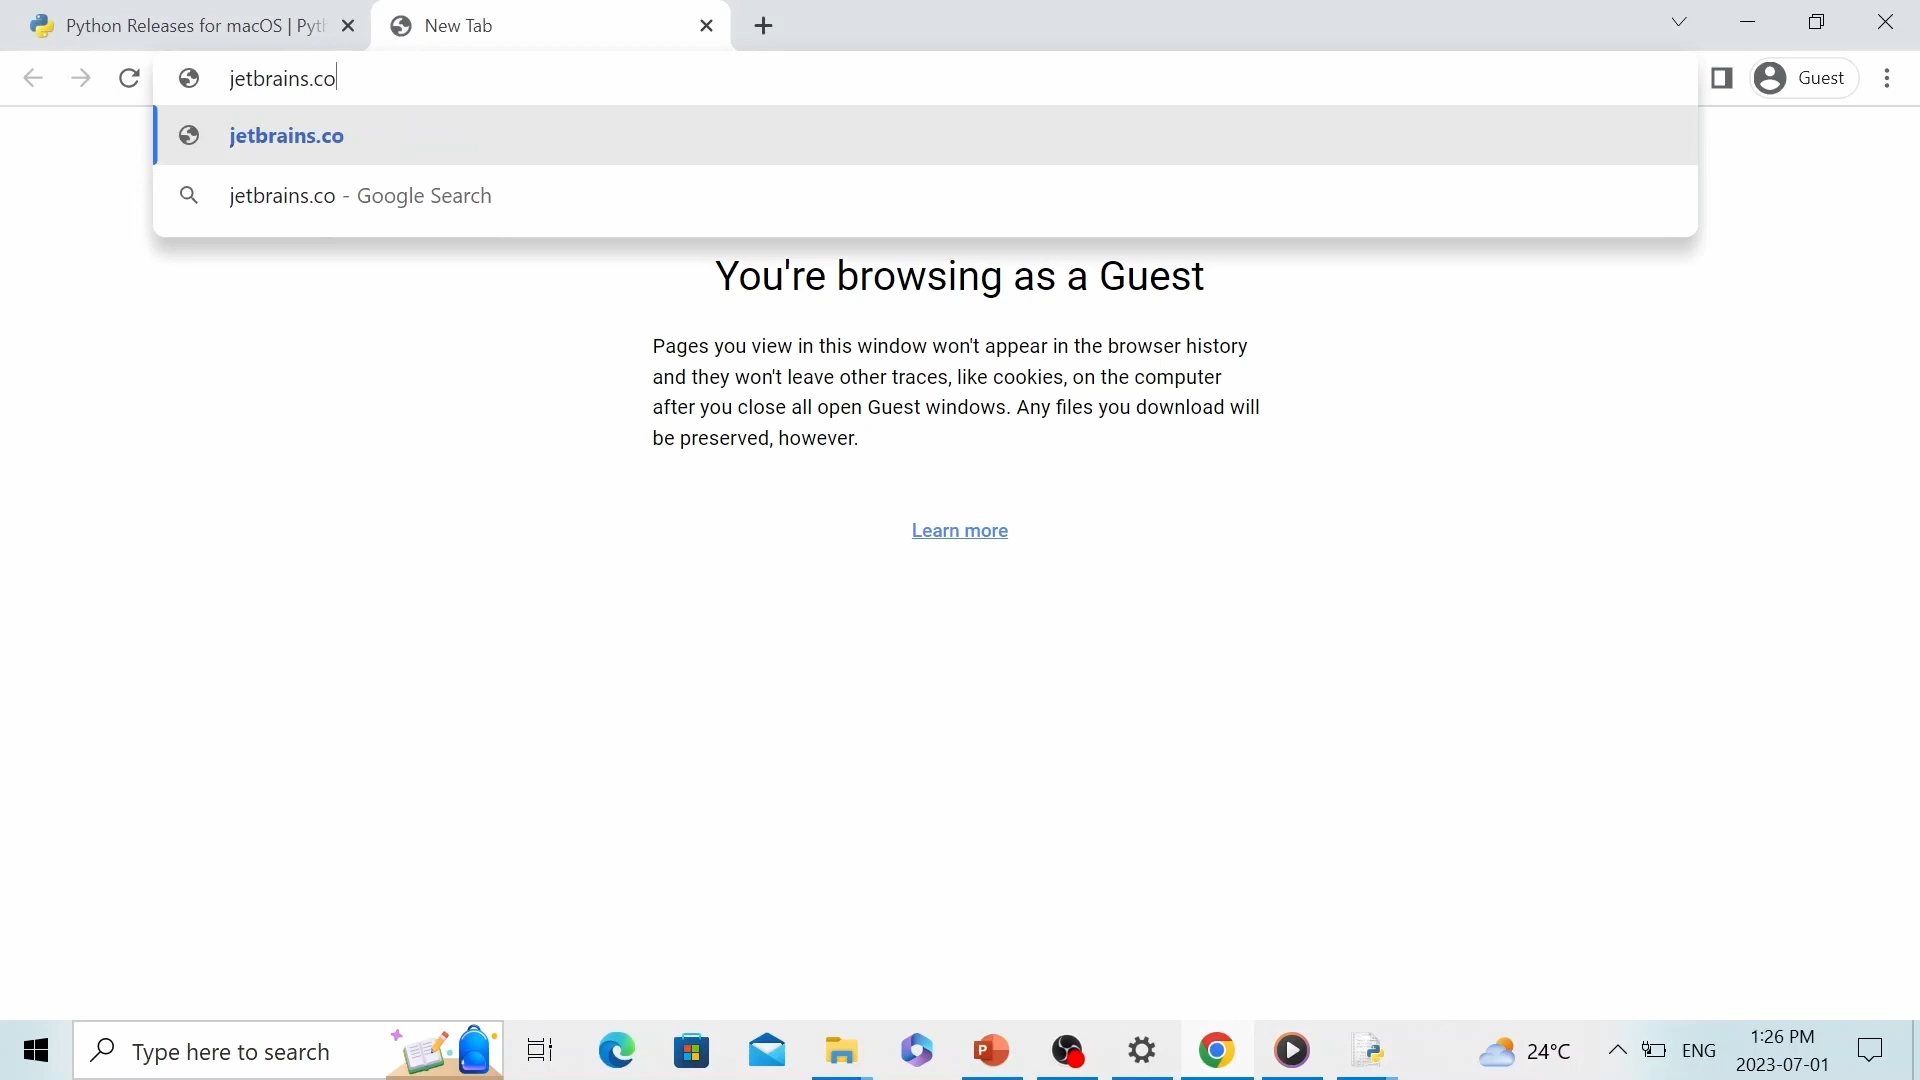 Python Releases for macOS | Pyth
New Tab
jetbrains.co
Guest
jetbrains.co
jetbrains.co - Google Search
You're browsing as a Guest
Pages you view in this window won't appear in the browser history
and they won't leave other traces, like cookies, on the computer
after you close all open Guest windows. Any files you download will
be preserved, however.
Learn more
Type here to search
P
24°C
ENG
1:26 PM
2023-07-01